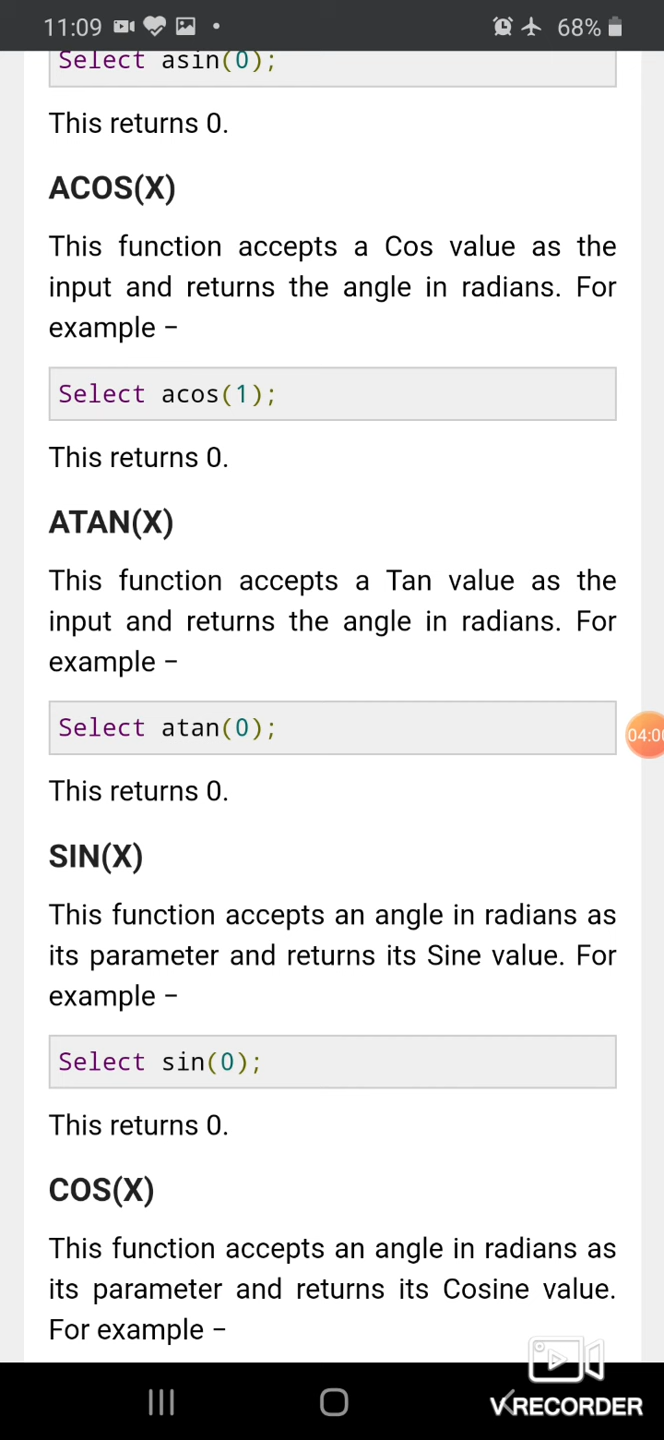 11:09
68%
Select asin(0);
This returns 0.
ACOS(X)
This function accepts a Cos value as the
input and returns the angle in radians. For
example −
Select acos(1);
This returns 0.
ATAN(X)
This function accepts a Tan value as the
input and returns the angle in radians. For
example −
Select atan(0);
04:00
This returns 0.
SIN(X)
This function accepts an angle in radians as
its parameter and returns its Sine value. For
example −
Select sin(0);
This returns 0.
COS(X)
This function accepts an angle in radians as
its parameter and returns its Cosine value.
For example −
VRECORDER